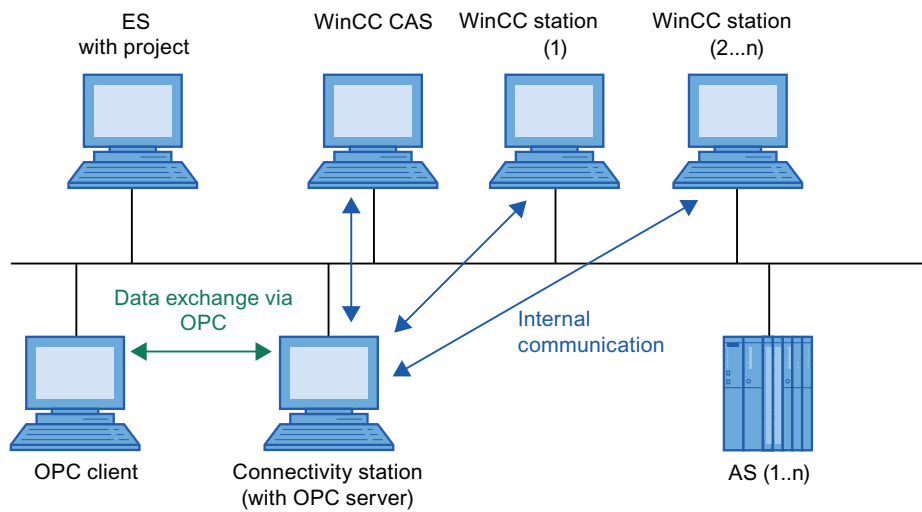 ES
with project
WinCC CAS
WinCC station
(1)
WinCC station
(2...n)
Data exchange via
OPC
Internal
communication
OPC client
Connectivity station
(with OPC server)
AS (1..n)